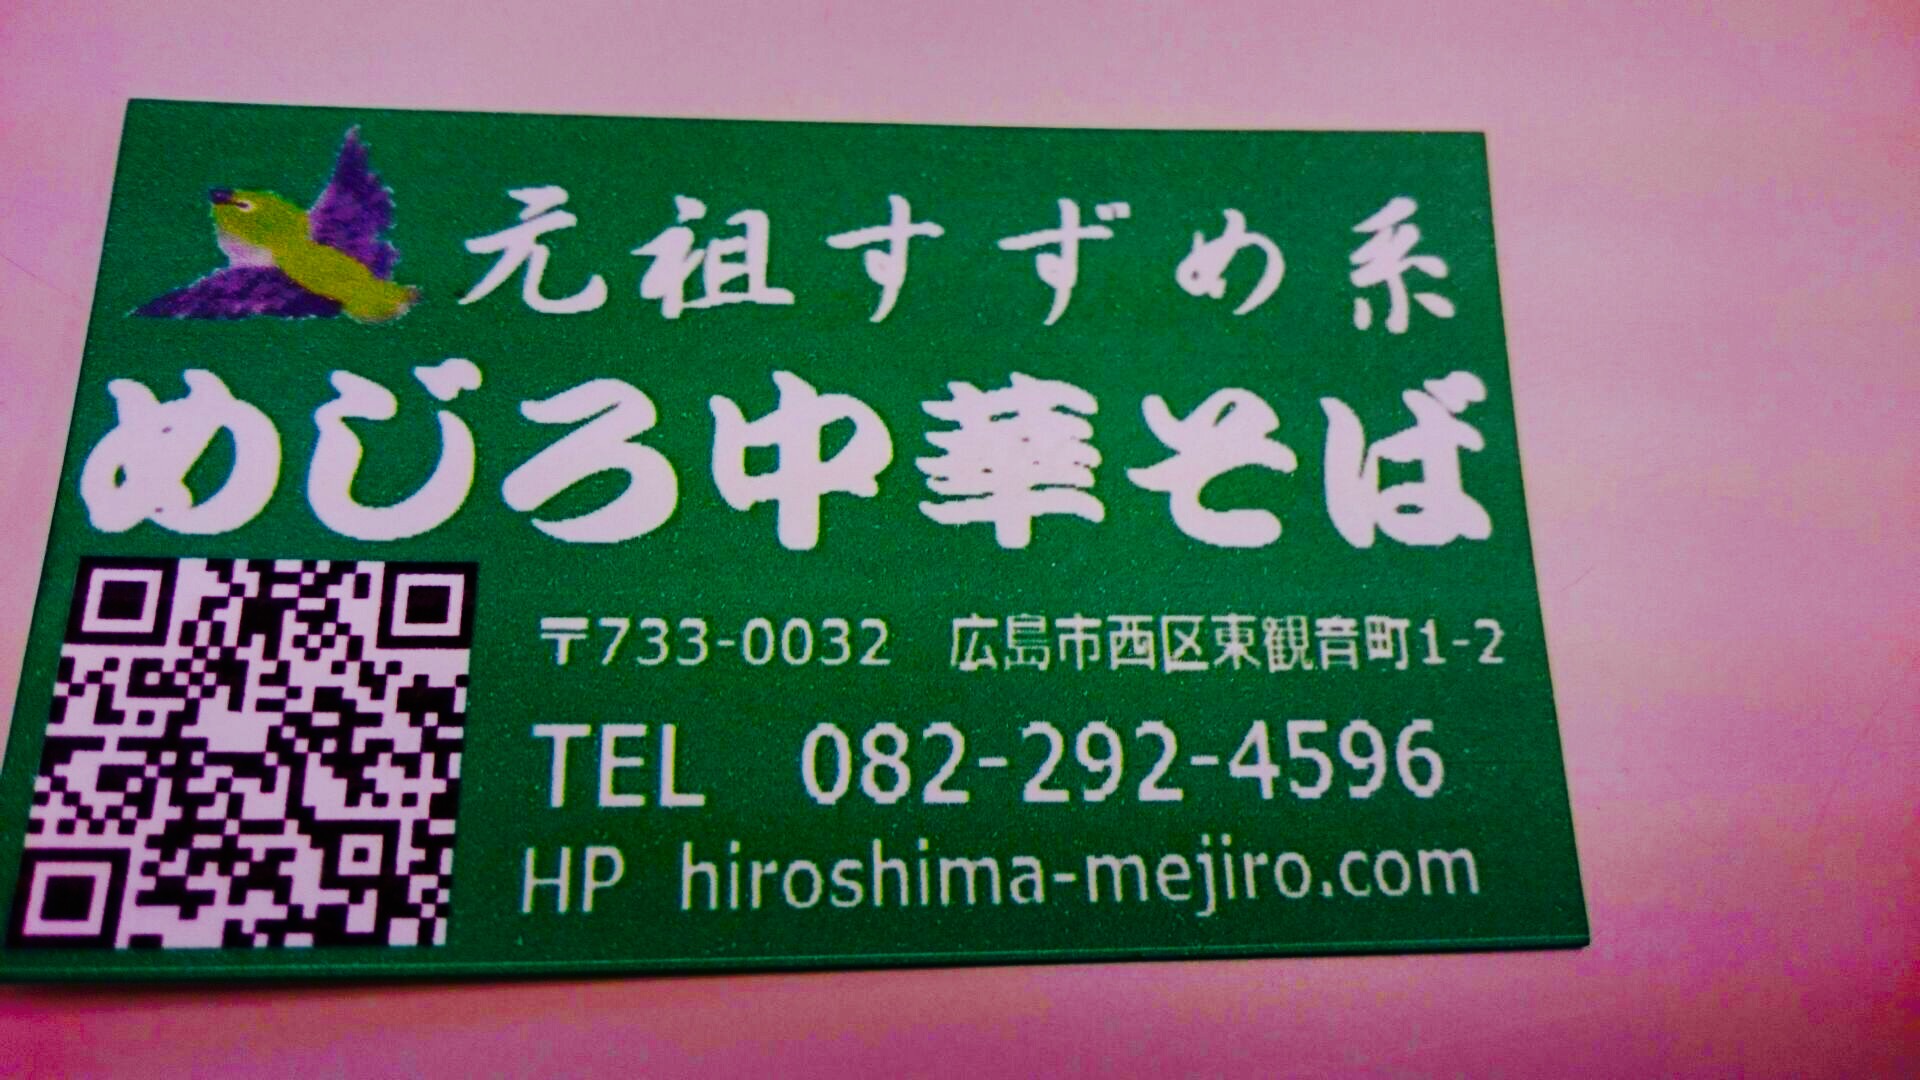 元祖すずめ系
めじろ中華そば
〒733-0032 広島市西区東観音町1-2
TEL 082-292-4596
HP hiroshima-mejiro.com